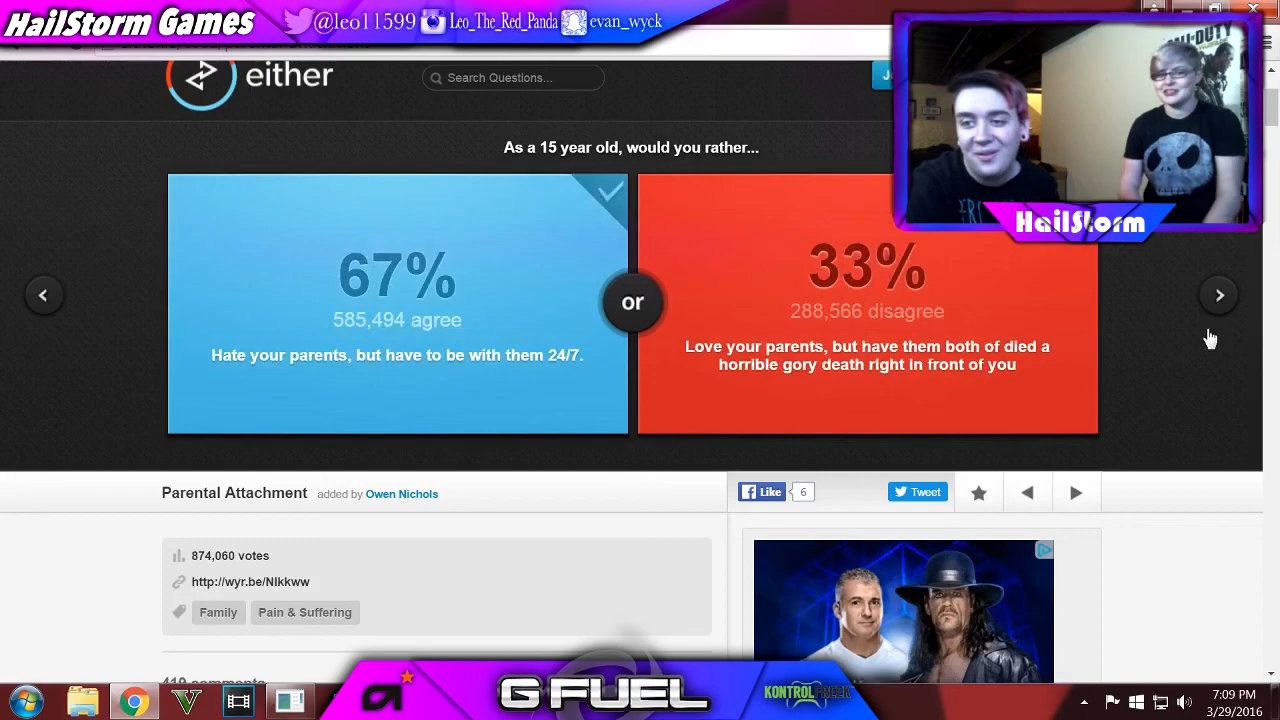 HailStorm Games
@leo11599
Leo_The_Red_Panda
evan_wyck
either
Search Questions...
As a 15 year old, would you rather...
67%
585,494 agree
Hate your parents, but have to be with them 24/7.
or
33%
288,566 disagree
Love your parents, but have them both of died a
horrible gory death right in front of you
HailStorm
Parental Attachment added by Owen Nichols
Like 6
Tweet
874,060 votes
http://wyr.be/NIkkww
Family Pain & Suffering
419 comments
G FUEL
KONTROLFREEK
7:09 PM
3/29/2016